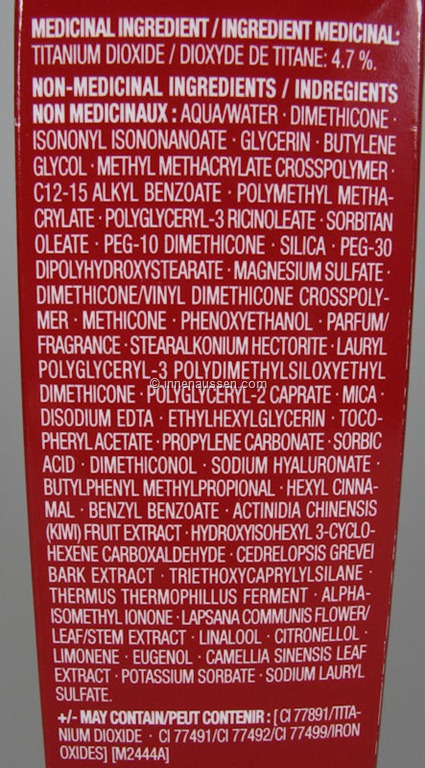 MEDICINAL INGREDIENT / INGREDIENT MEDICINAL:
TITANIUM DIOXIDE / DIOXYDE DE TITANE: 4.7 %.
NON-MEDICINAL INGREDIENTS / INDREGIENTS
NON MEDICINAUX : AQUA/WATER · DIMETHICONE ·
ISONONYL ISONONANOATE · GLYCERIN · BUTYLENE
GLYCOL · METHYL METHACRYLATE CROSSPOLYMER ·
C12-15 ALKYL BENZOATE · POLYMETHYL METHA-
CRYLATE · POLYGLYCERYL-3 RICINOLEATE · SORBITAN
OLEATE · PEG-10 DIMETHICONE · SILICA · PEG-30
DIPOLYHYDROXYSTEARATE · MAGNESIUM SULFATE ·
DIMETHICONE/VINYL DIMETHICONE CROSSPOLY-
MER · METHICONE · PHENOXYETHANOL · PARFUM/
FRAGRANCE · STEARALKONIUM HECTORITE · LAURYL
POLYGLYCERYL-3 POLYDIMETHYLSILOXYETHYL
© innenaussen.com
DIMETHICONE · POLYGLYCERYL-2 CAPRATE · MICA ·
DISODIUM EDTA · ETHYLHEXYLGLYCERIN · TOCO-
PHERYL ACETATE · PROPYLENE CARBONATE · SORBIC
ACID · DIMETHICONOL · SODIUM HYALURONATE ·
BUTYLPHENYL METHYLPROPIONAL · HEXYL CINNA-
MAL · BENZYL BENZOATE · ACTINIDIA CHINENSIS
(KIWI) FRUIT EXTRACT · HYDROXYISOHEXYL 3-CYCLO-
HEXENE CARBOXALDEHYDE · CEDRELOPSIS GREVEI
BARK EXTRACT · TRIETHOXYCAPRYLYLSILANE ·
THERMUS THERMOPHILLUS FERMENT · ALPHA-
ISOMETHYL IONONE · LAPSANA COMMUNIS FLOWER/
LEAF/STEM EXTRACT · LINALOOL · CITRONELLOL ·
LIMONENE · EUGENOL · CAMELLIA SINENSIS LEAF
EXTRACT · POTASSIUM SORBATE · SODIUM LAURYL
SULFATE.
+/- MAY CONTAIN/PEUT CONTENIR : [ CI 77891/TITA-
NIUM DIOXIDE · CI 77491/CI 77492/CI 77499/IRON
OXIDES] [M2444A]